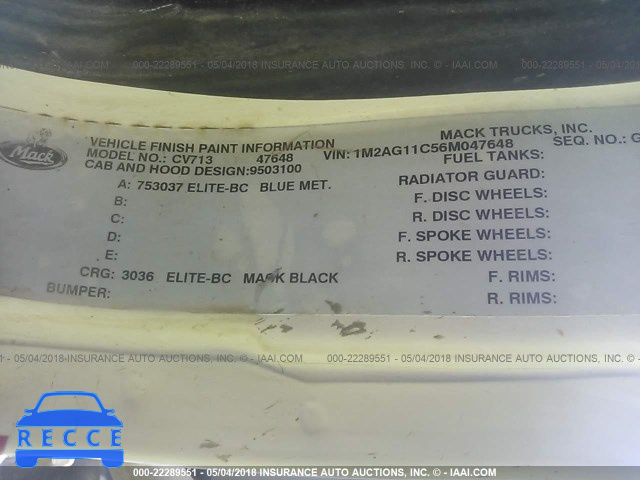 000-22289551 - 05/04/2018 INSURANCE AUTO AUCTIONS, INC. - © IAAI.COM
Mack
VEHICLE FINISH PAINT INFORMATION
MACK TRUCKS, INC.
MODEL NO.: CV713 47648 VIN: 1M2AG11C56M047648 SEQ. NO.: G
CAB AND HOOD DESIGN:9503100
FUEL TANKS:
A: 753037 ELITE-BC BLUE MET.
RADIATOR GUARD:
B:
F. DISC WHEELS:
C:
R. DISC WHEELS:
D:
F. SPOKE WHEELS:
E:
R. SPOKE WHEELS:
CRG: 3036 ELITE-BC MACK BLACK
F. RIMS:
BUMPER:
R. RIMS:
000-22289551 - 05/04/2018 INSURANCE AUTO AUCTIONS, INC. - © IAAI.COM
000-22289551 - 05/04/2018 INSURANCE AUTO AUCTIONS, INC. - © IAAI.COM
RECCE
000-22289551 - 05/04/2018 INSURANCE AUTO AUCTIONS, INC. - © IAAI.COM